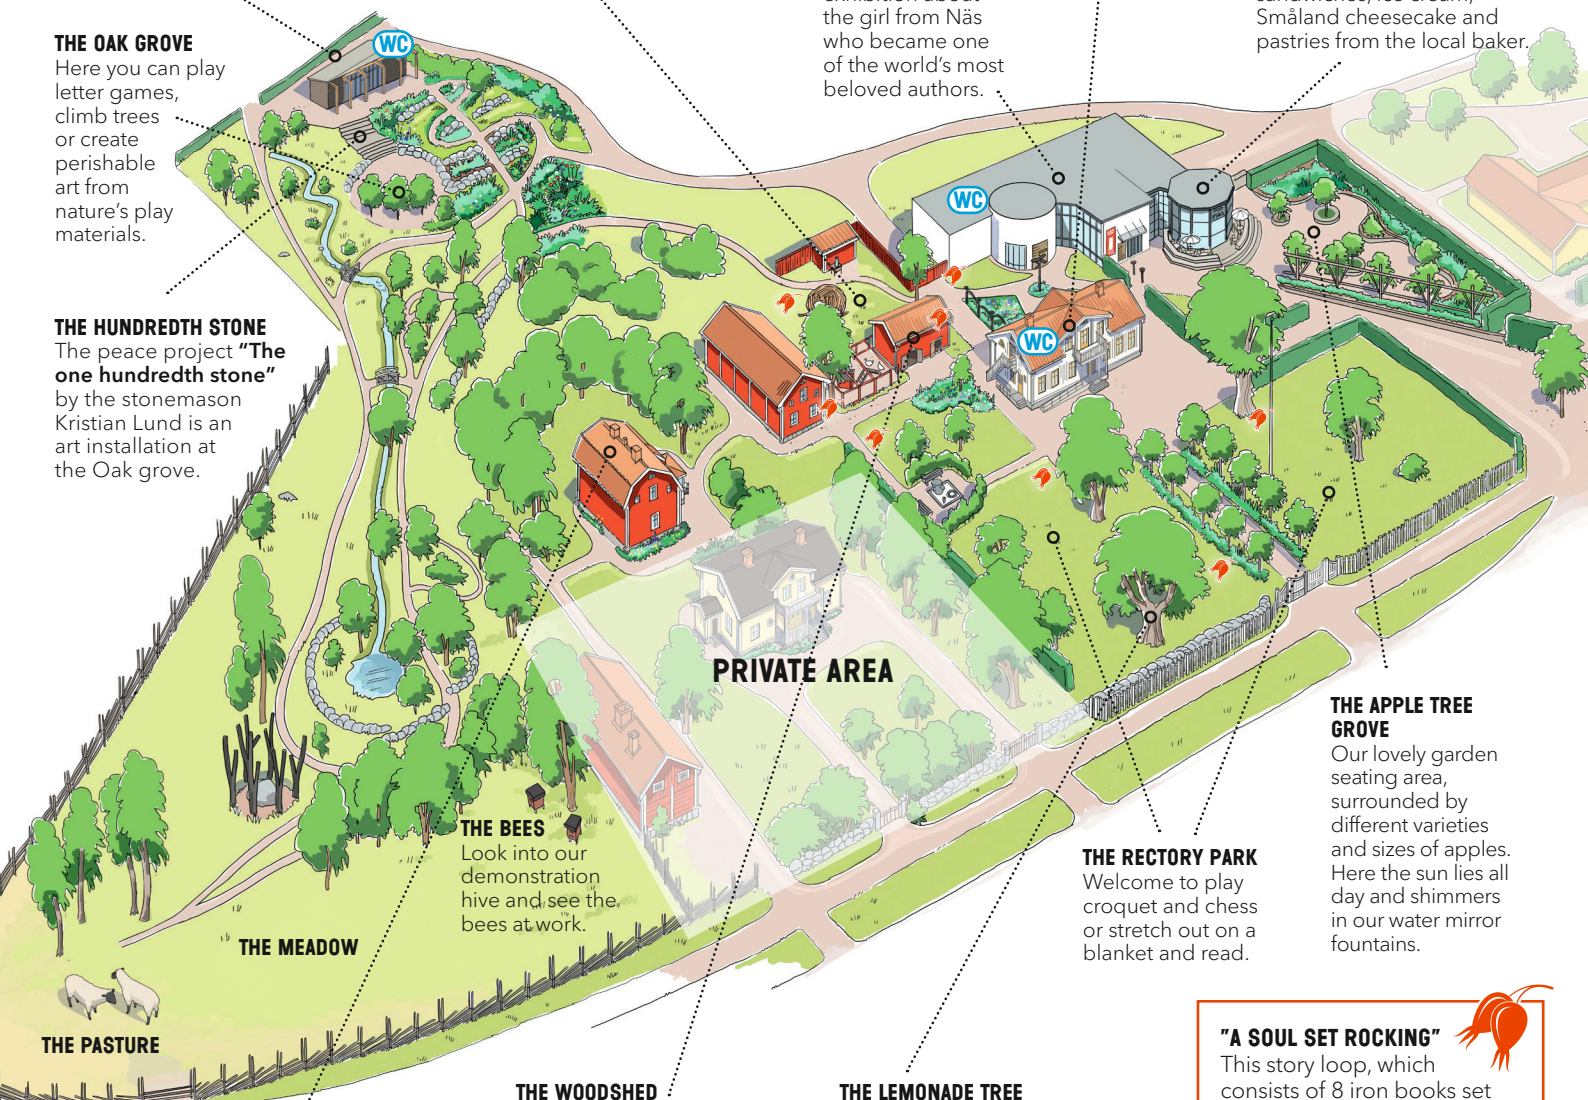 exhibition about
the girl from Näs
who became one
of the world's most
beloved authors.
sandwiches, ice cream,
Småland cheesecake and
pastries from the local baker.
THE OAK GROVE
Here you can play
letter games,
climb trees
or create
perishable
art from
nature's play
materials.
WC
WC
WC
THE HUNDREDTH STONE
The peace project ”The
one hundredth stone”
by the stonemason
Kristian Lund is an
art installation at
the Oak grove.
PRIVATE AREA
THE APPLE TREE
GROVE
Our lovely garden
seating area,
surrounded by
different varieties
and sizes of apples.
Here the sun lies all
day and shimmers
in our water mirror
fountains.
THE BEES
Look into our
demonstration
hive and see the
bees at work.
THE RECTORY PARK
Welcome to play
croquet and chess
or stretch out on a
blanket and read.
THE MEADOW
THE PASTURE
THE WOODSHED
THE LEMONADE TREE
”A SOUL SET ROCKING”
This story loop, which
consists of 8 iron books set